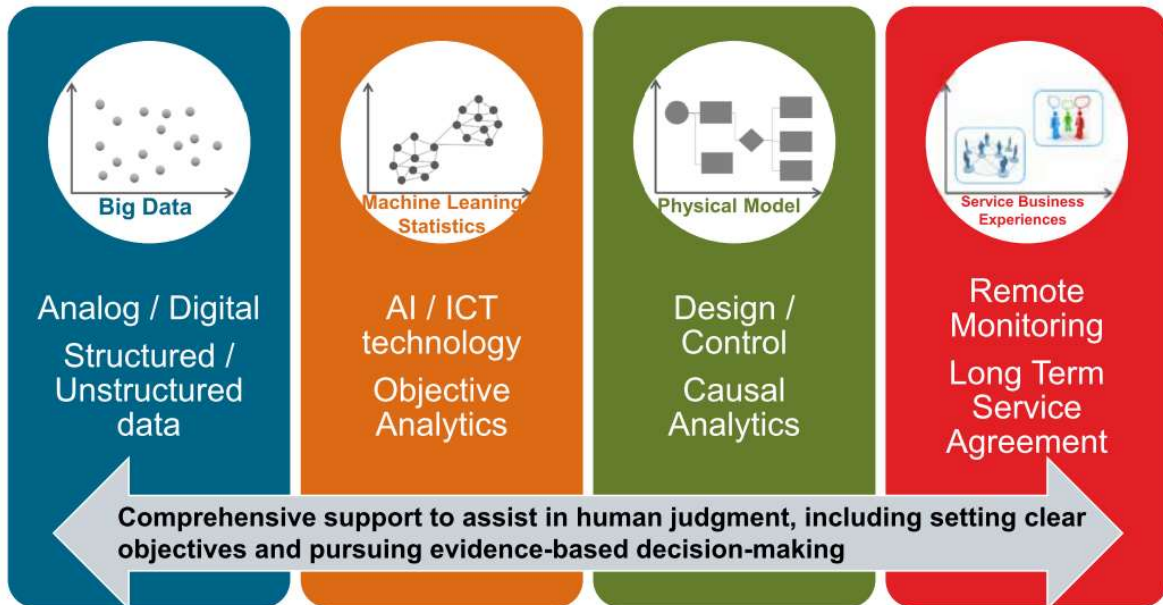 Big Data
Analog / Digital
Structured /
Unstructured
data
Machine Leaning
Statistics
AI / ICT
technology
Objective
Analytics
Physical Model
Design /
Control
Causal
Analytics
Service Business
Experiences
Remote
Monitoring
Long Term
Service
Agreement
Comprehensive support to assist in human judgment, including setting clear
objectives and pursuing evidence-based decision-making